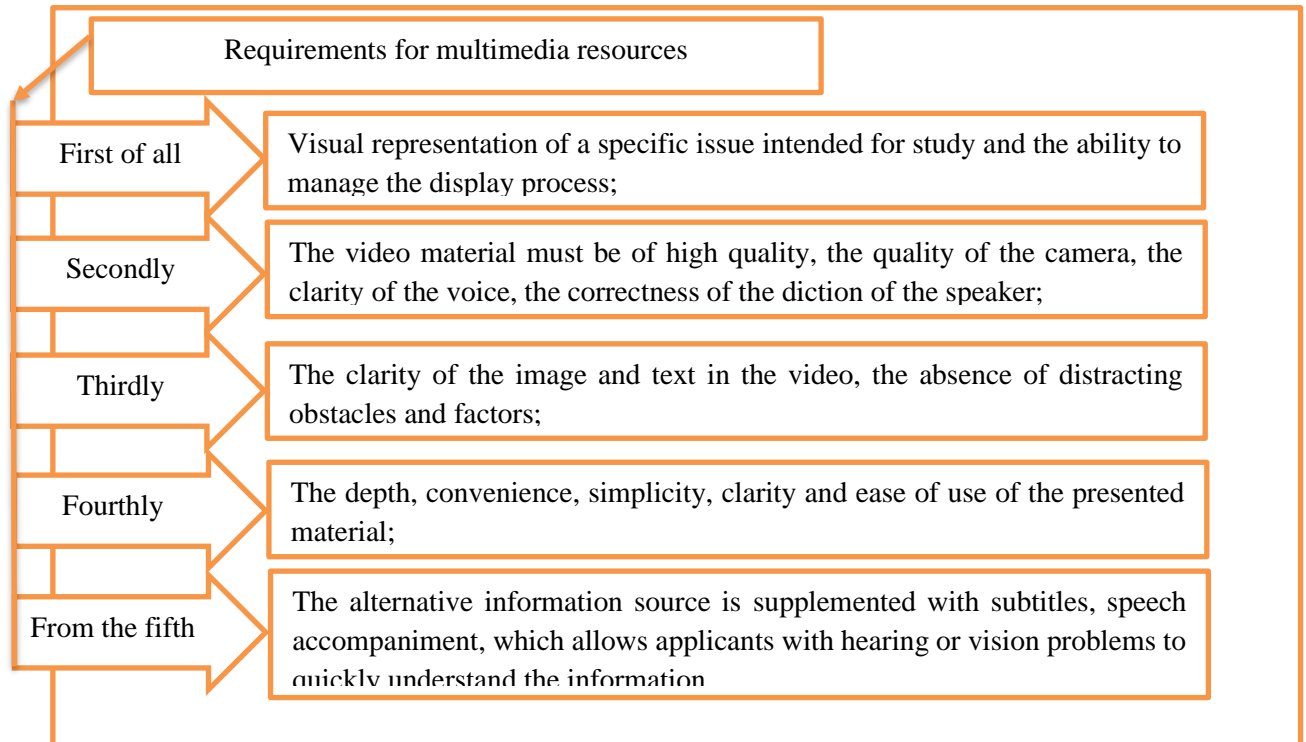 Requirements for multimedia resources
First of all
Visual representation of a specific issue intended for study and the ability to
manage the display process;
Secondly
The video material must be of high quality, the quality of the camera, the
clarity of the voice, the correctness of the diction of the speaker;
Thirdly
The clarity of the image and text in the video, the absence of distracting
obstacles and factors;
Fourthly
The depth, convenience, simplicity, clarity and ease of use of the presented
material;
From the fifth
The alternative information source is supplemented with subtitles, speech
accompaniment, which allows applicants with hearing or vision problems to
quickly understand the information